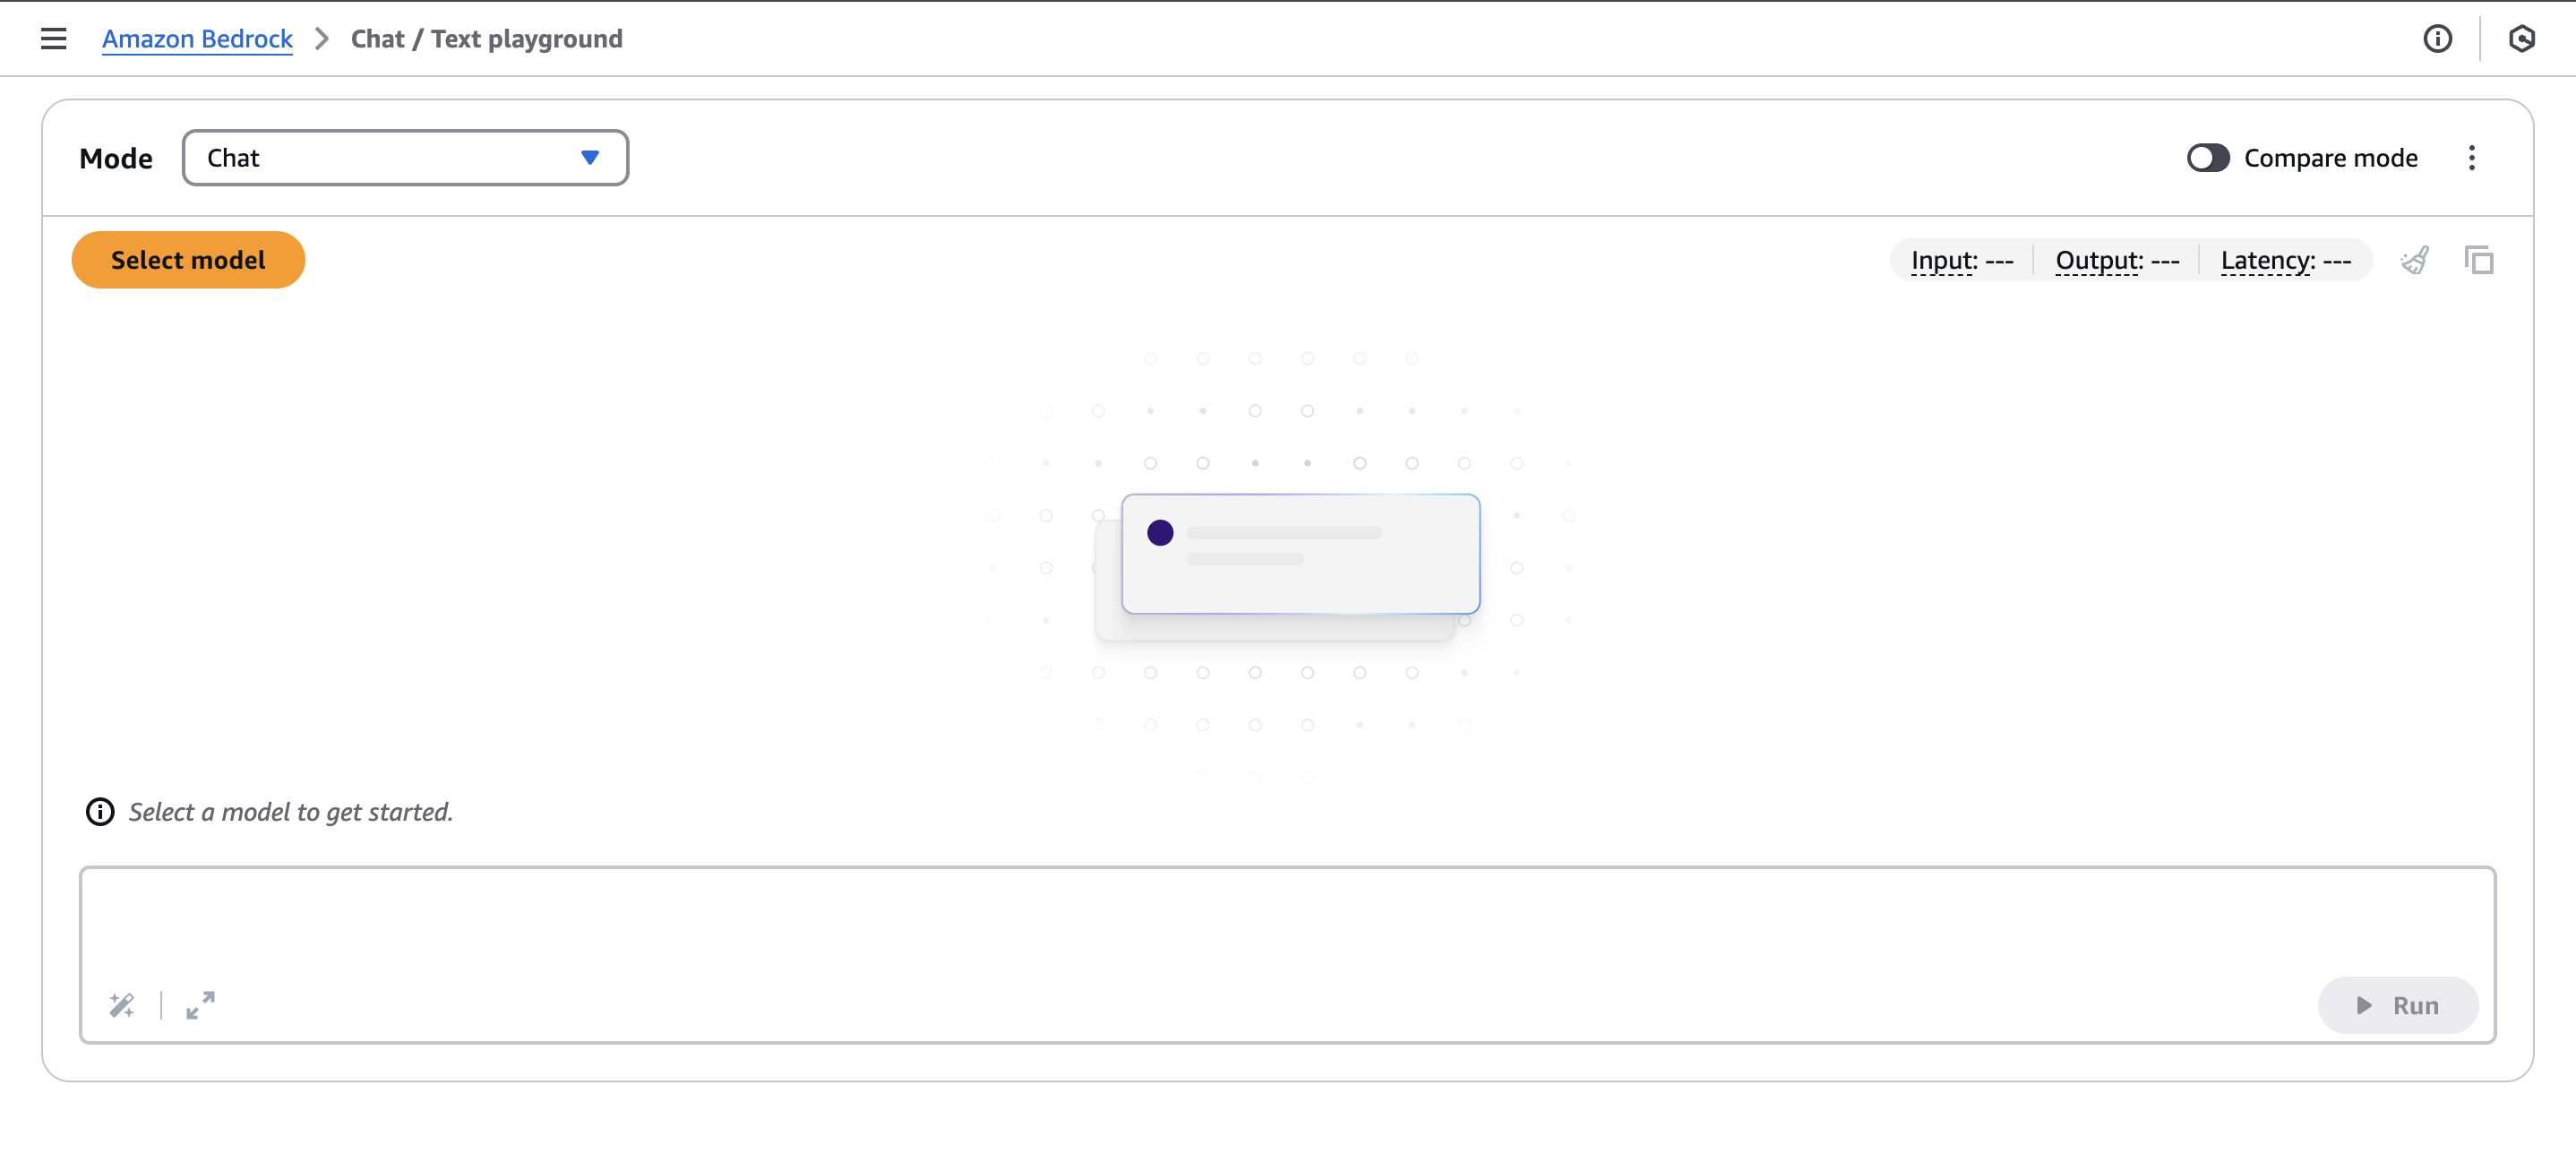 Amazon Bedrock > Chat / Text playground
Mode Chat Compare mode
Select model Input: --- Output: --- Latency: ---
Select a model to get started.
Run